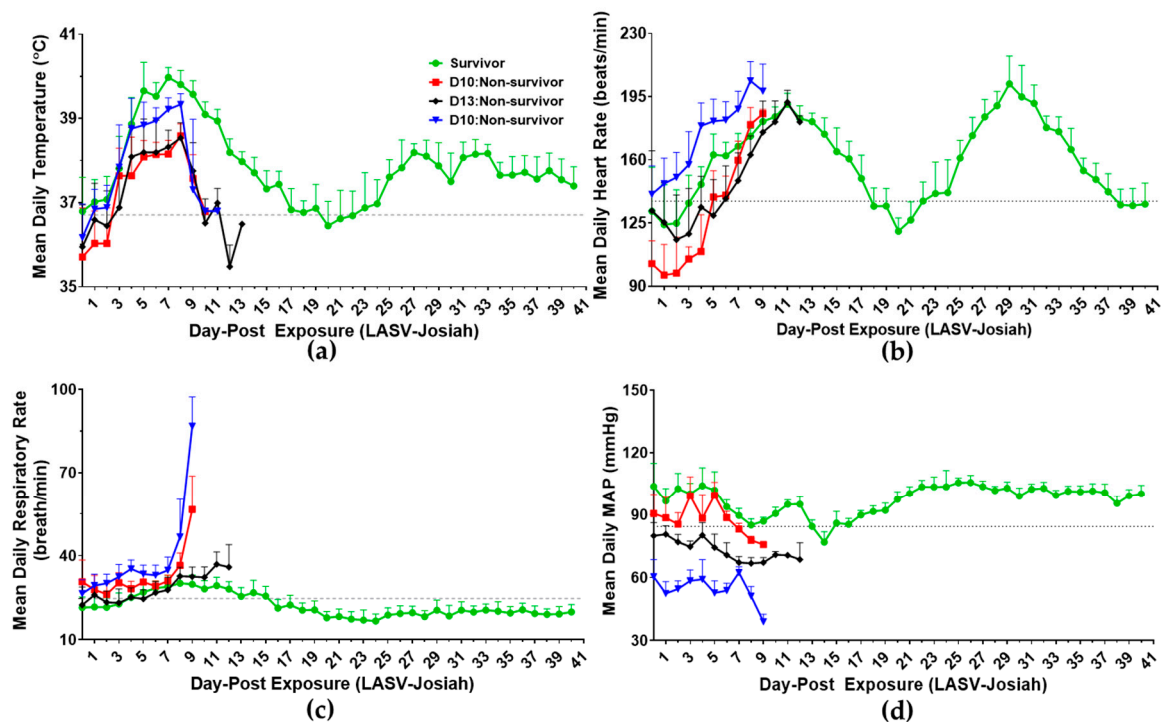 (a)
Mean Daily Temperature (°C)
41
39
37
35
Survivor
D10:Non-survivor
D13:Non-survivor
D10:Non-survivor
1 3 5 7 9 11 13 15 17 19 21 23 25 27 29 31 33 35 37 39 41
Day-Post Exposure (LASV-Josiah)
(a)
(b)
Mean Daily Heart Rate (beats/min)
230
195
160
125
90
1 3 5 7 9 11 13 15 17 19 21 23 25 27 29 31 33 35 37 39 41
Day-Post Exposure (LASV-Josiah)
(b)
(c)
Mean Daily Respiratory Rate
(breath/min)
100
70
40
10
1 3 5 7 9 11 13 15 17 19 21 23 25 27 29 31 33 35 37 39 41
Day-Post Exposure (LASV-Josiah)
(c)
(d)
Mean Daily MAP (mmHg)
150
120
90
60
30
1 3 5 7 9 11 13 15 17 19 21 23 25 27 29 31 33 35 37 39 41
Day-Post Exposure (LASV-Josiah)
(d)